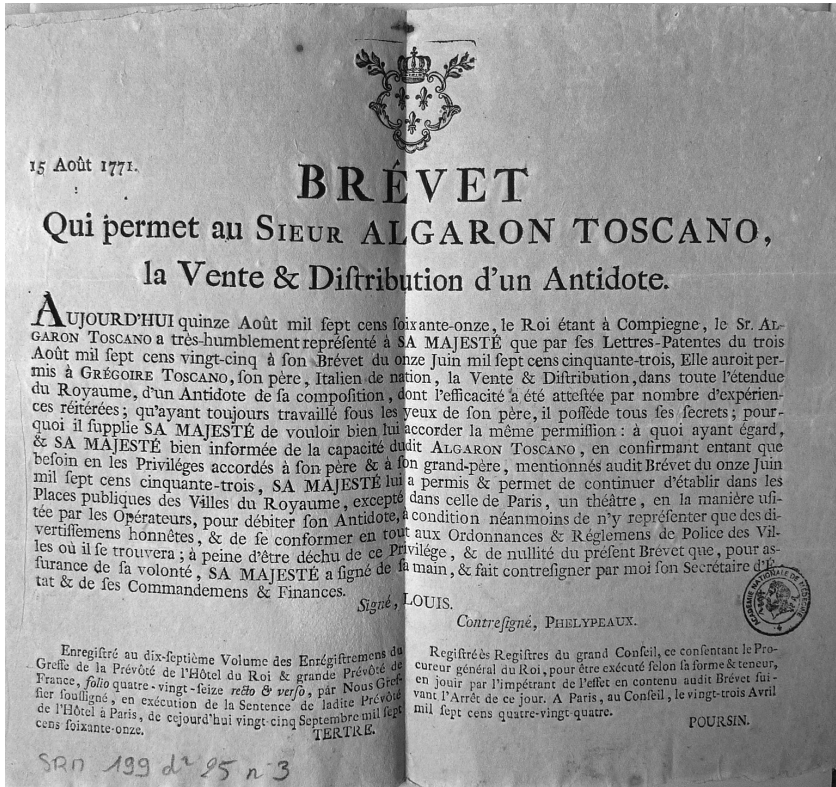 15 Août 1771.
BRÉVET
Qui permet au SIEUR ALGARON TOSCANO,
la Vente & Diſtribution d'un Antidote.
AUJOURD'HUI quinze Août mil ſept cens ſoixante-onze, le Roi étant à Compiegne, le Sr. AL-
GARON TOSCANO a très-humblement repréſenté à SA MAJESTÉ que par ſes Lettres-Patentes du trois
Août mil ſept cens vingt-cinq à ſon Brévet du onze Juin mil ſept cens cinquante-trois, Elle auroit per-
mis à GRÉGOIRE TOSCANO, ſon père, Italien de nation, la Vente & Diſtribution, dans toute l'étendue
du Royaume, d'un Antidote de ſa compoſition, dont l'efficacité a été atteſtée par nombre d'expérien-
ces réitérées; qu'ayant toujours travaillé ſous les yeux de ſon père, il poſſède tous ſes ſecrets; pour-
quoi il ſupplie SA MAJESTÉ de vouloir bien lui accorder la même permiſſion: à quoi ayant égard,
& SA MAJESTÉ bien informée de la capacité dudit ALGARON TOSCANO, en confirmant entant que
beſoin en les Priviléges accordés à ſon père & à ſon grand-père, mentionnés audit Brévet du onze Juin
mil ſept cens cinquante-trois, SA MAJESTÉ lui a permis & permet de continuer d'établir dans les
Places publiques des Villes du Royaume, excepté dans celle de Paris, un théâtre, en la manière uſi-
tée par les Opérateurs, pour débiter ſon Antidote, à condition néanmoins de n'y repréſenter que des di-
vertiſſemens honnêtes, & de ſe conformer en tout aux Ordonnances & Réglemens de Police des Vil-
les où il ſe trouvera; à peine d'être déchu de ce Privilége, & de nullité du préſent Brévet que, pour aſ-
ſurance de ſa volonté, SA MAJESTÉ a ſigné de ſa main, & fait contreſigner par moi ſon Secrétaire d'É-
tat & de ſes Commandemens & Finances.
Signé, LOUIS.
Contreſigné, PHELYPEAUX.
Enregiſtré au dix-ſeptième Volume des Enrégiſtremens du
Greffe de la Prévôté de l'Hôtel du Roi & grande Prévôté de
France, folio quatre-vingt-ſeize recto & verſo, par Nous Gref-
fier ſouſſigné, en exécution de la Sentence de ladite Prévôté
de l'Hôtel à Paris, de cejourd'hui vingt-cinq Septembre mil ſept
cens ſoixante-onze.
TERTRE.
Regiſtré ès Regiſtres du grand Conſeil, ce conſentant le Pro-
cureur général du Roi, pour être exécuté ſelon ſa forme & teneur,
en jouir par l'impétrant de l'effet en contenu audit Brévet ſui-
vant l'Arrêt de ce jour. A Paris, au Conſeil, le vingt-trois Avril
mil ſept cens quatre-vingt-quatre.
POURSIN.
ACADEMIE NATIONALE DE MEDECINE
SRM 199 dr 25 n 3